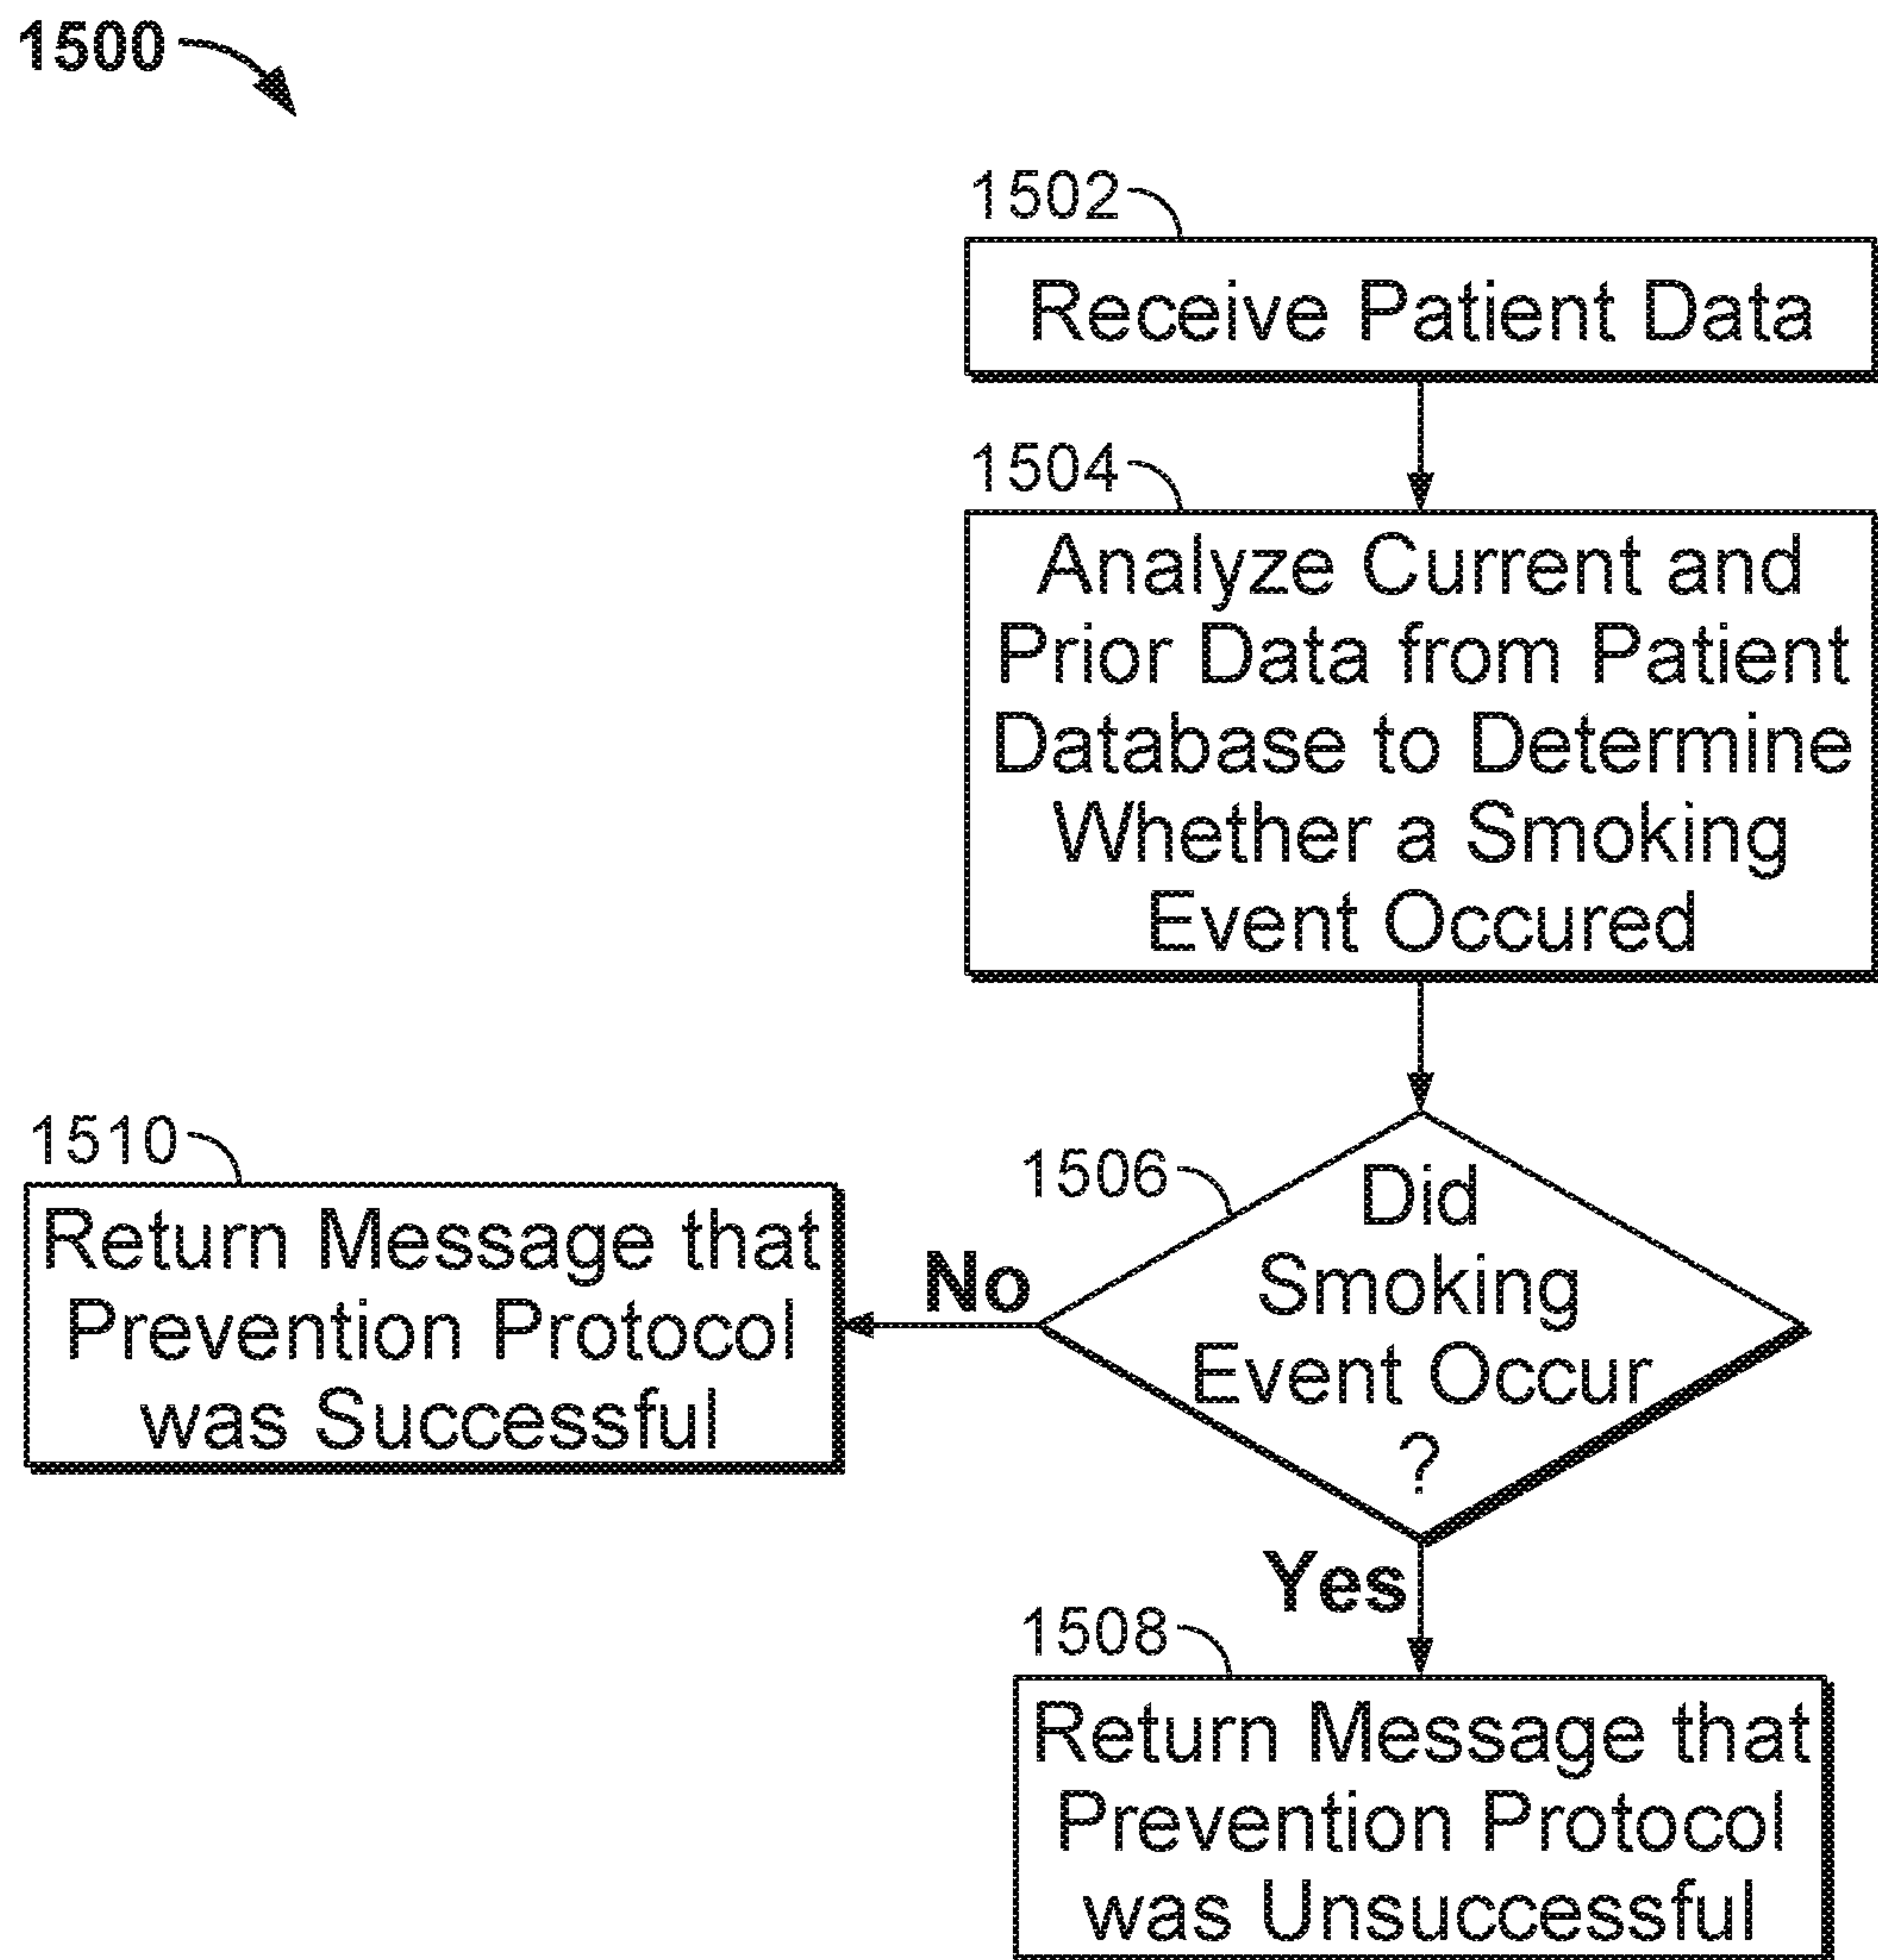 1500
1502
Receive Patient Data
1504
Analyze Current and
Prior Data from Patient
Database to Determine
Whether a Smoking
Event Occured
1506
Did
Smoking
Event Occur
?
No
1510
Return Message that
Prevention Protocol
was Successful
Yes
1508
Return Message that
Prevention Protocol
was Unsuccessful